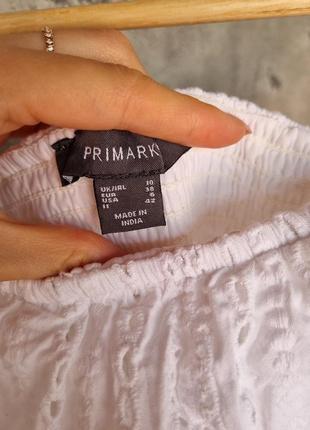 PRIMARK
UK/IRL 10
EUR 38
USA 6
IT 42
MADE IN
INDIA